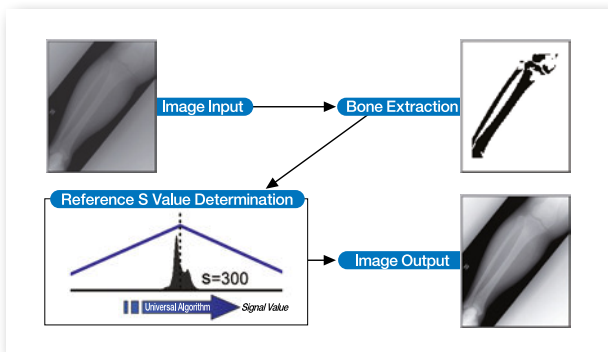 Image Input
Bone Extraction
Reference S Value Determination
s=300
Universal Algorithm
Signal Value
Image Output